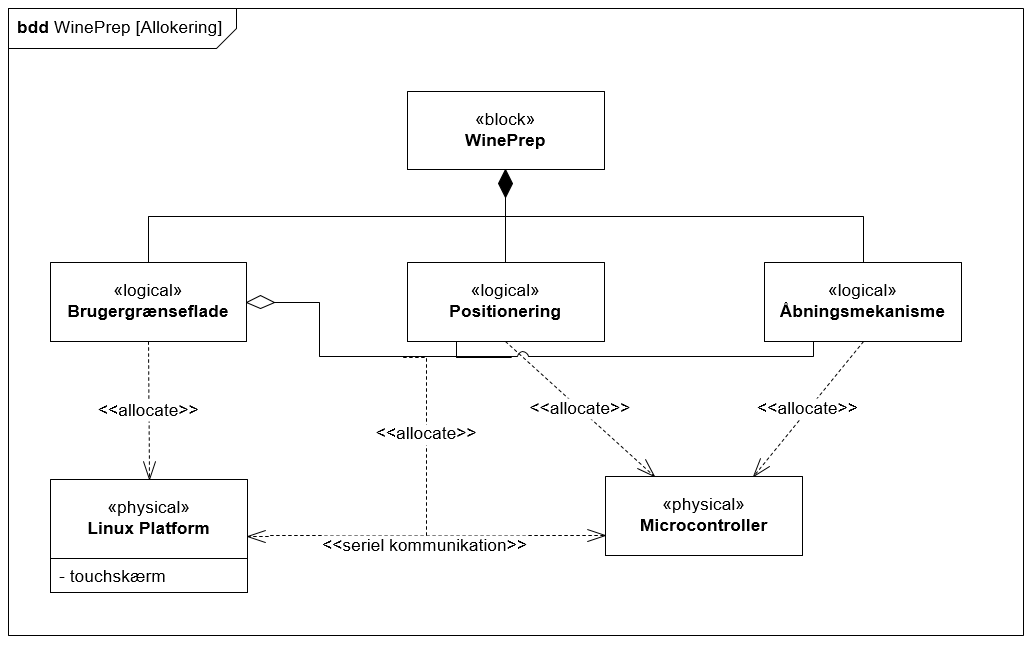 bdd WinePrep [Allokering]
«block»
WinePrep
«logical»
Brugergrænseflade
«logical»
Positionering
«logical»
Åbningsmekanisme
<<allocate>>
<<allocate>>
<<allocate>>
<<allocate>>
«physical»
Linux Platform
- touchskærm
<<seriel kommunikation>>
«physical»
Microcontroller